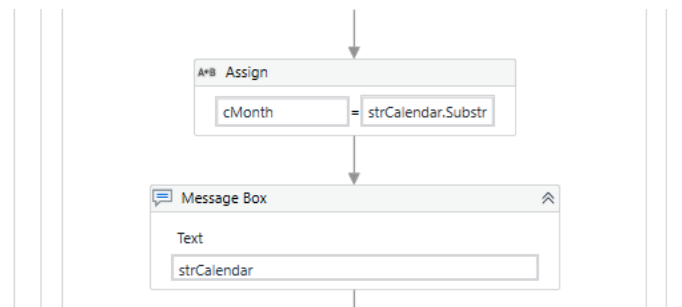 A+B Assign
cMonth = strCalendar.Substr
Message Box
Text
strCalendar